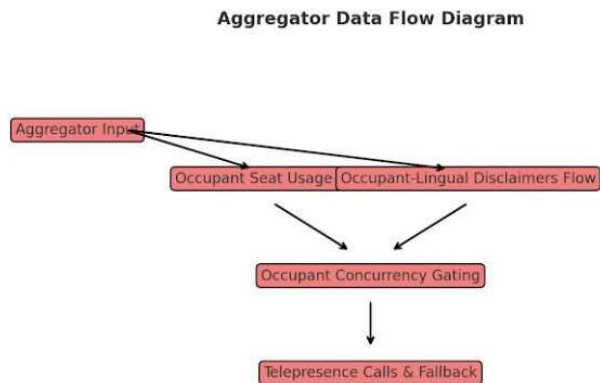 Aggregator Data Flow Diagram
Aggregator Input
Occupant Seat Usage
Occupant-Lingual Disclaimers Flow
Occupant Concurrency Gating
Telepresence Calls & Fallback